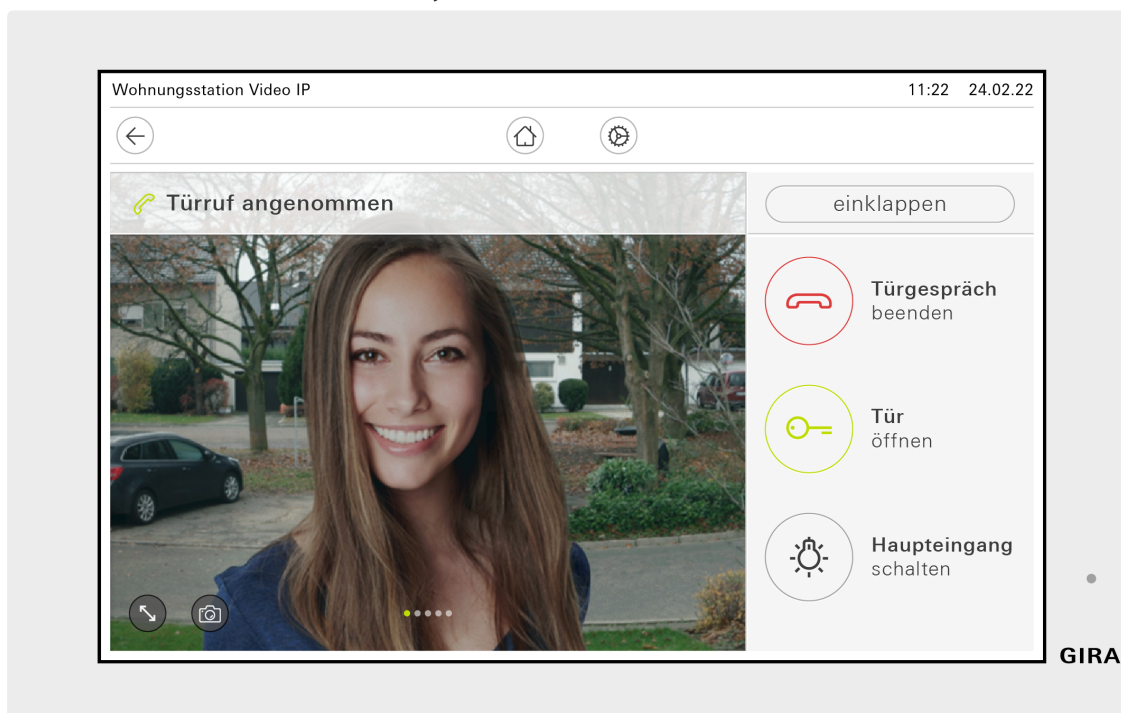 Wohnungsstation Video IP
11:22 24.02.22
Türruf angenommen
einklappen
Türgespräch
beenden
Tür
öffnen
Haupteingang
schalten
GIRA